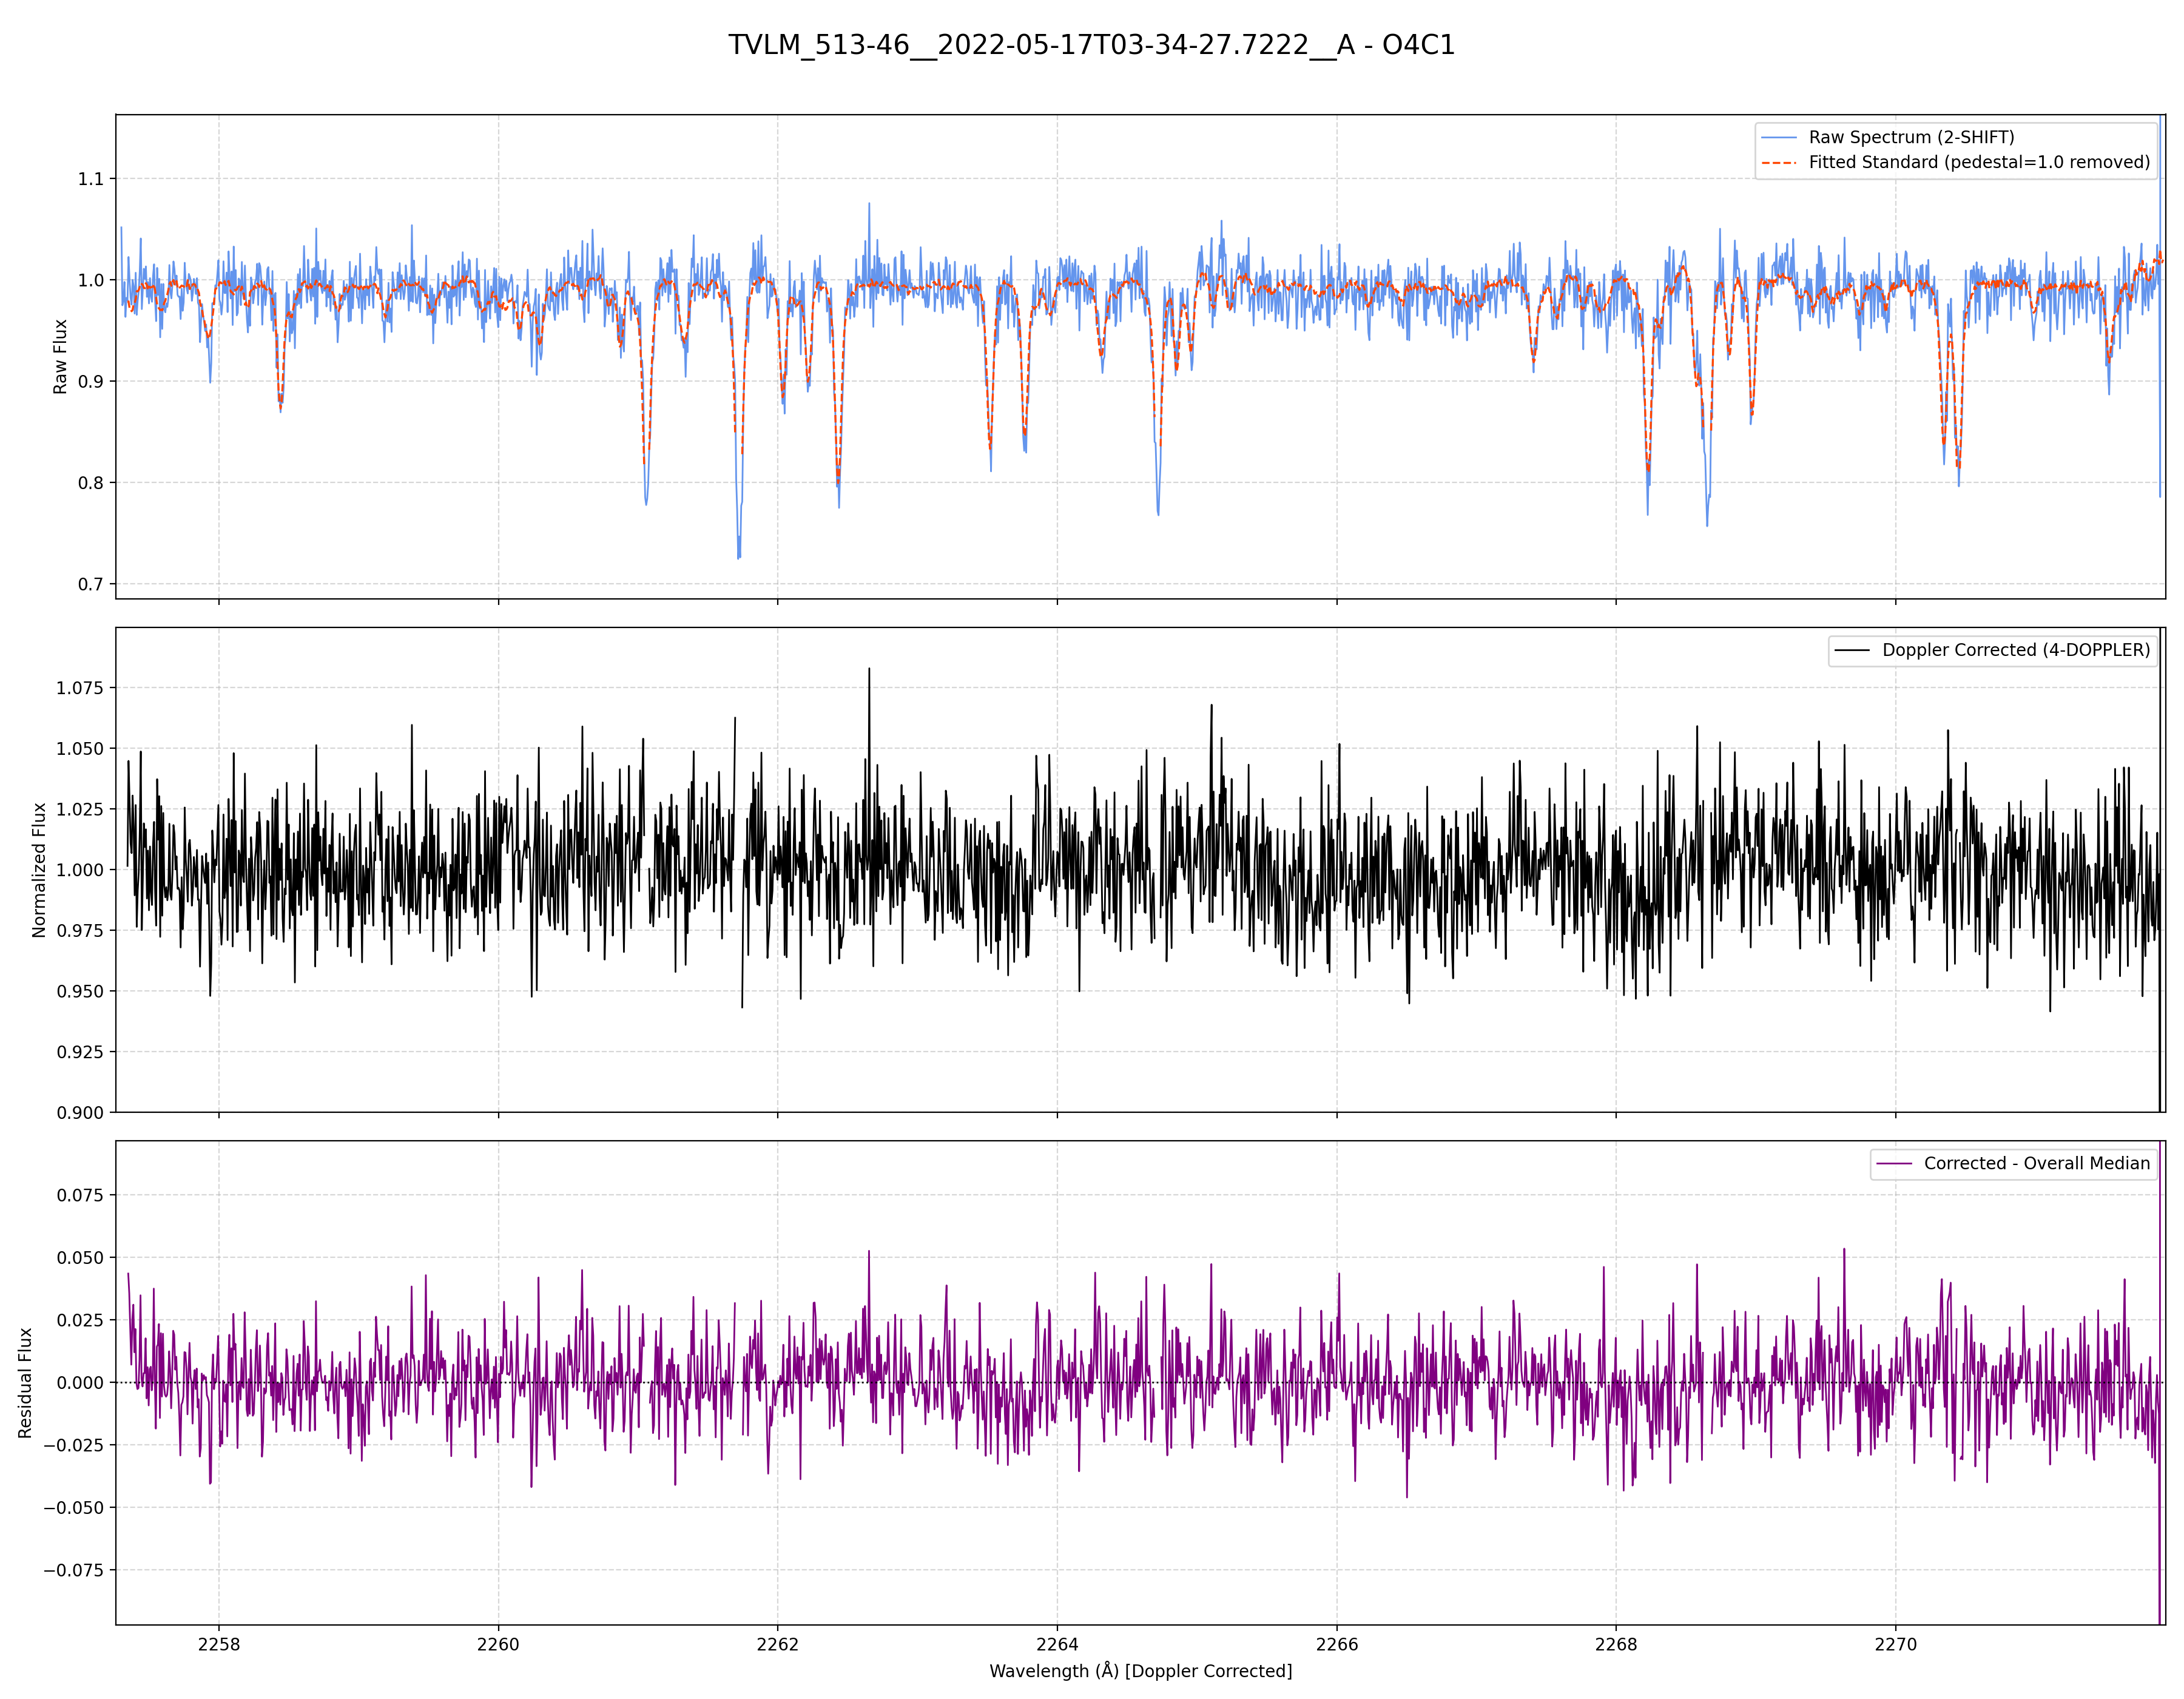 TVLM_513-46__2022-05-17T03-34-27.7222__A - O4C1
Raw Spectrum (2-SHIFT)
Fitted Standard (pedestal=1.0 removed)
Raw Flux
1.1
1.0
0.9
0.8
0.7
Doppler Corrected (4-DOPPLER)
Normalized Flux
1.075
1.050
1.025
1.000
0.975
0.950
0.925
0.900
Corrected - Overall Median
Residual Flux
0.075
0.050
0.025
0.000
−0.025
−0.050
−0.075
2258 2260 2262 2264 2266 2268 2270
Wavelength (Å) [Doppler Corrected]